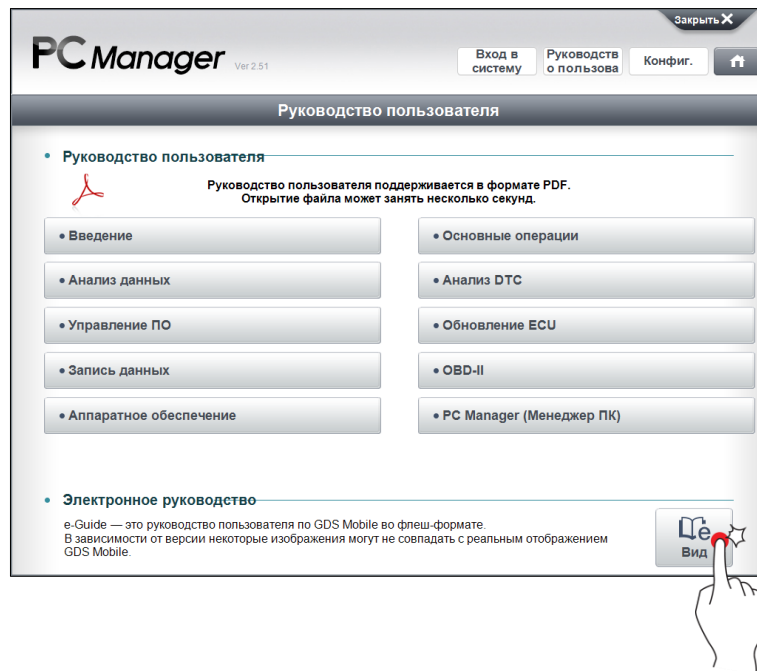 Закрыть X
PC Manager Ver 2.51
Вход в
систему
Руководств
о пользова
Конфиг.
Руководство пользователя
• Руководство пользователя
Руководство пользователя поддерживается в формате PDF.
Открытие файла может занять несколько секунд.
• Введение
• Основные операции
• Анализ данных
• Анализ DTC
• Управление ПО
• Обновление ECU
• Запись данных
• OBD-II
• Аппаратное обеспечение
• PC Manager (Менеджер ПК)
• Электронное руководство
e-Guide — это руководство пользователя по GDS Mobile во флеш-формате.
В зависимости от версии некоторые изображения могут не совпадать с реальным отображением
GDS Mobile.
e
Вид